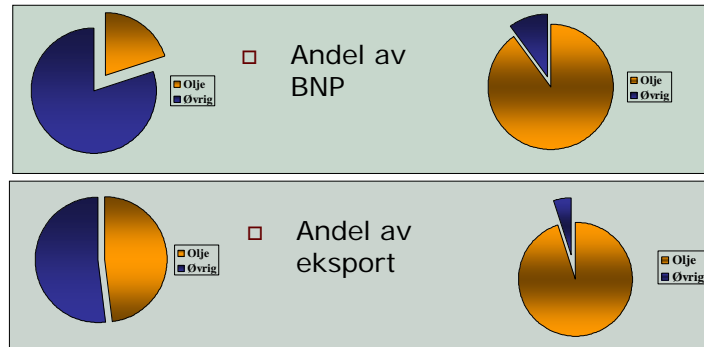 Olje
Øvrig
Andel av
BNP
Olje
Øvrig
Olje
Øvrig
Andel av
eksport
Olje
Øvrig